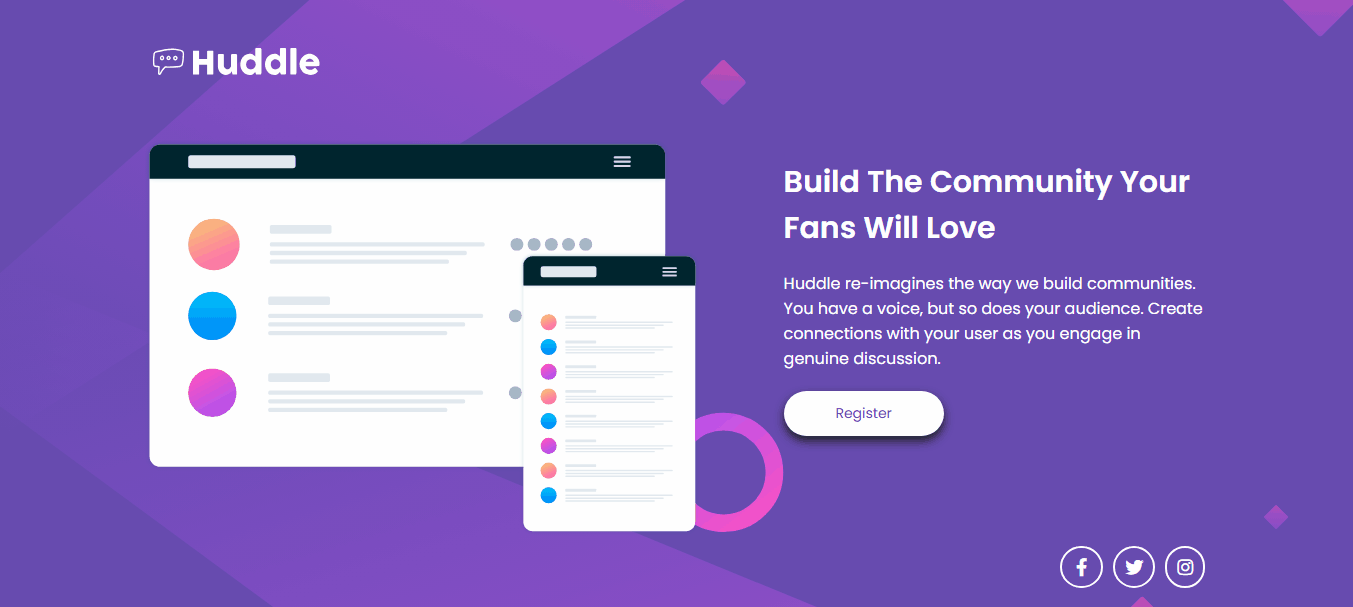 Huddle
Build The Community Your
Fans Will Love
Huddle re-imagines the way we build communities.
You have a voice, but so does your audience. Create
connections with your user as you engage in
genuine discussion.
Register